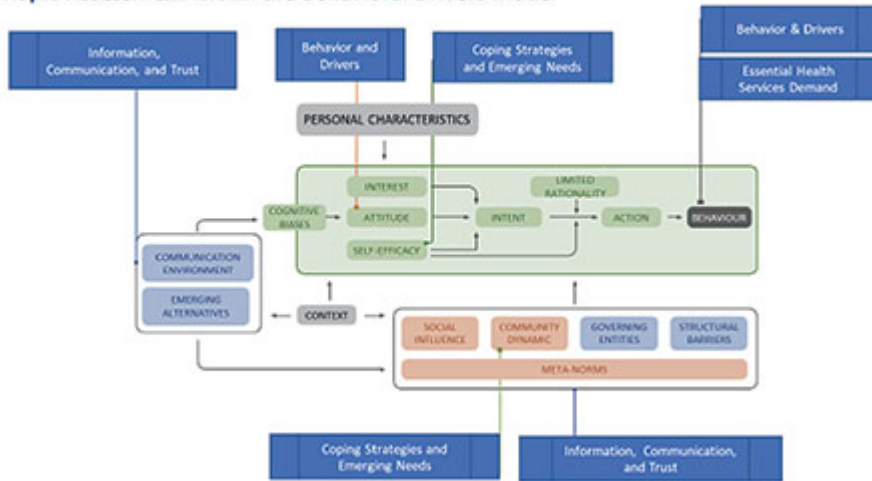 Information,
Communication, and Trust
Behavior and
Drivers
Coping Strategies
and Emerging Needs
Behavior & Drivers
Essential Health
Services Demand
PERSONAL CHARACTERISTICS
INTEREST
LIMITED
RATIONALITY
COGNITIVE
BIASES
ATTITUDE
INTENT
ACTION
BEHAVIOUR
SELF-EFFICACY
COMMUNICATION
ENVIRONMENT
EMERGING
ALTERNATIVES
CONTEXT
SOCIAL
INFLUENCE
COMMUNITY
DYNAMIC
GOVERNING
ENTITIES
STRUCTURAL
BARRIERS
META-NORMS
Coping Strategies and
Emerging Needs
Information, Communication,
and Trust